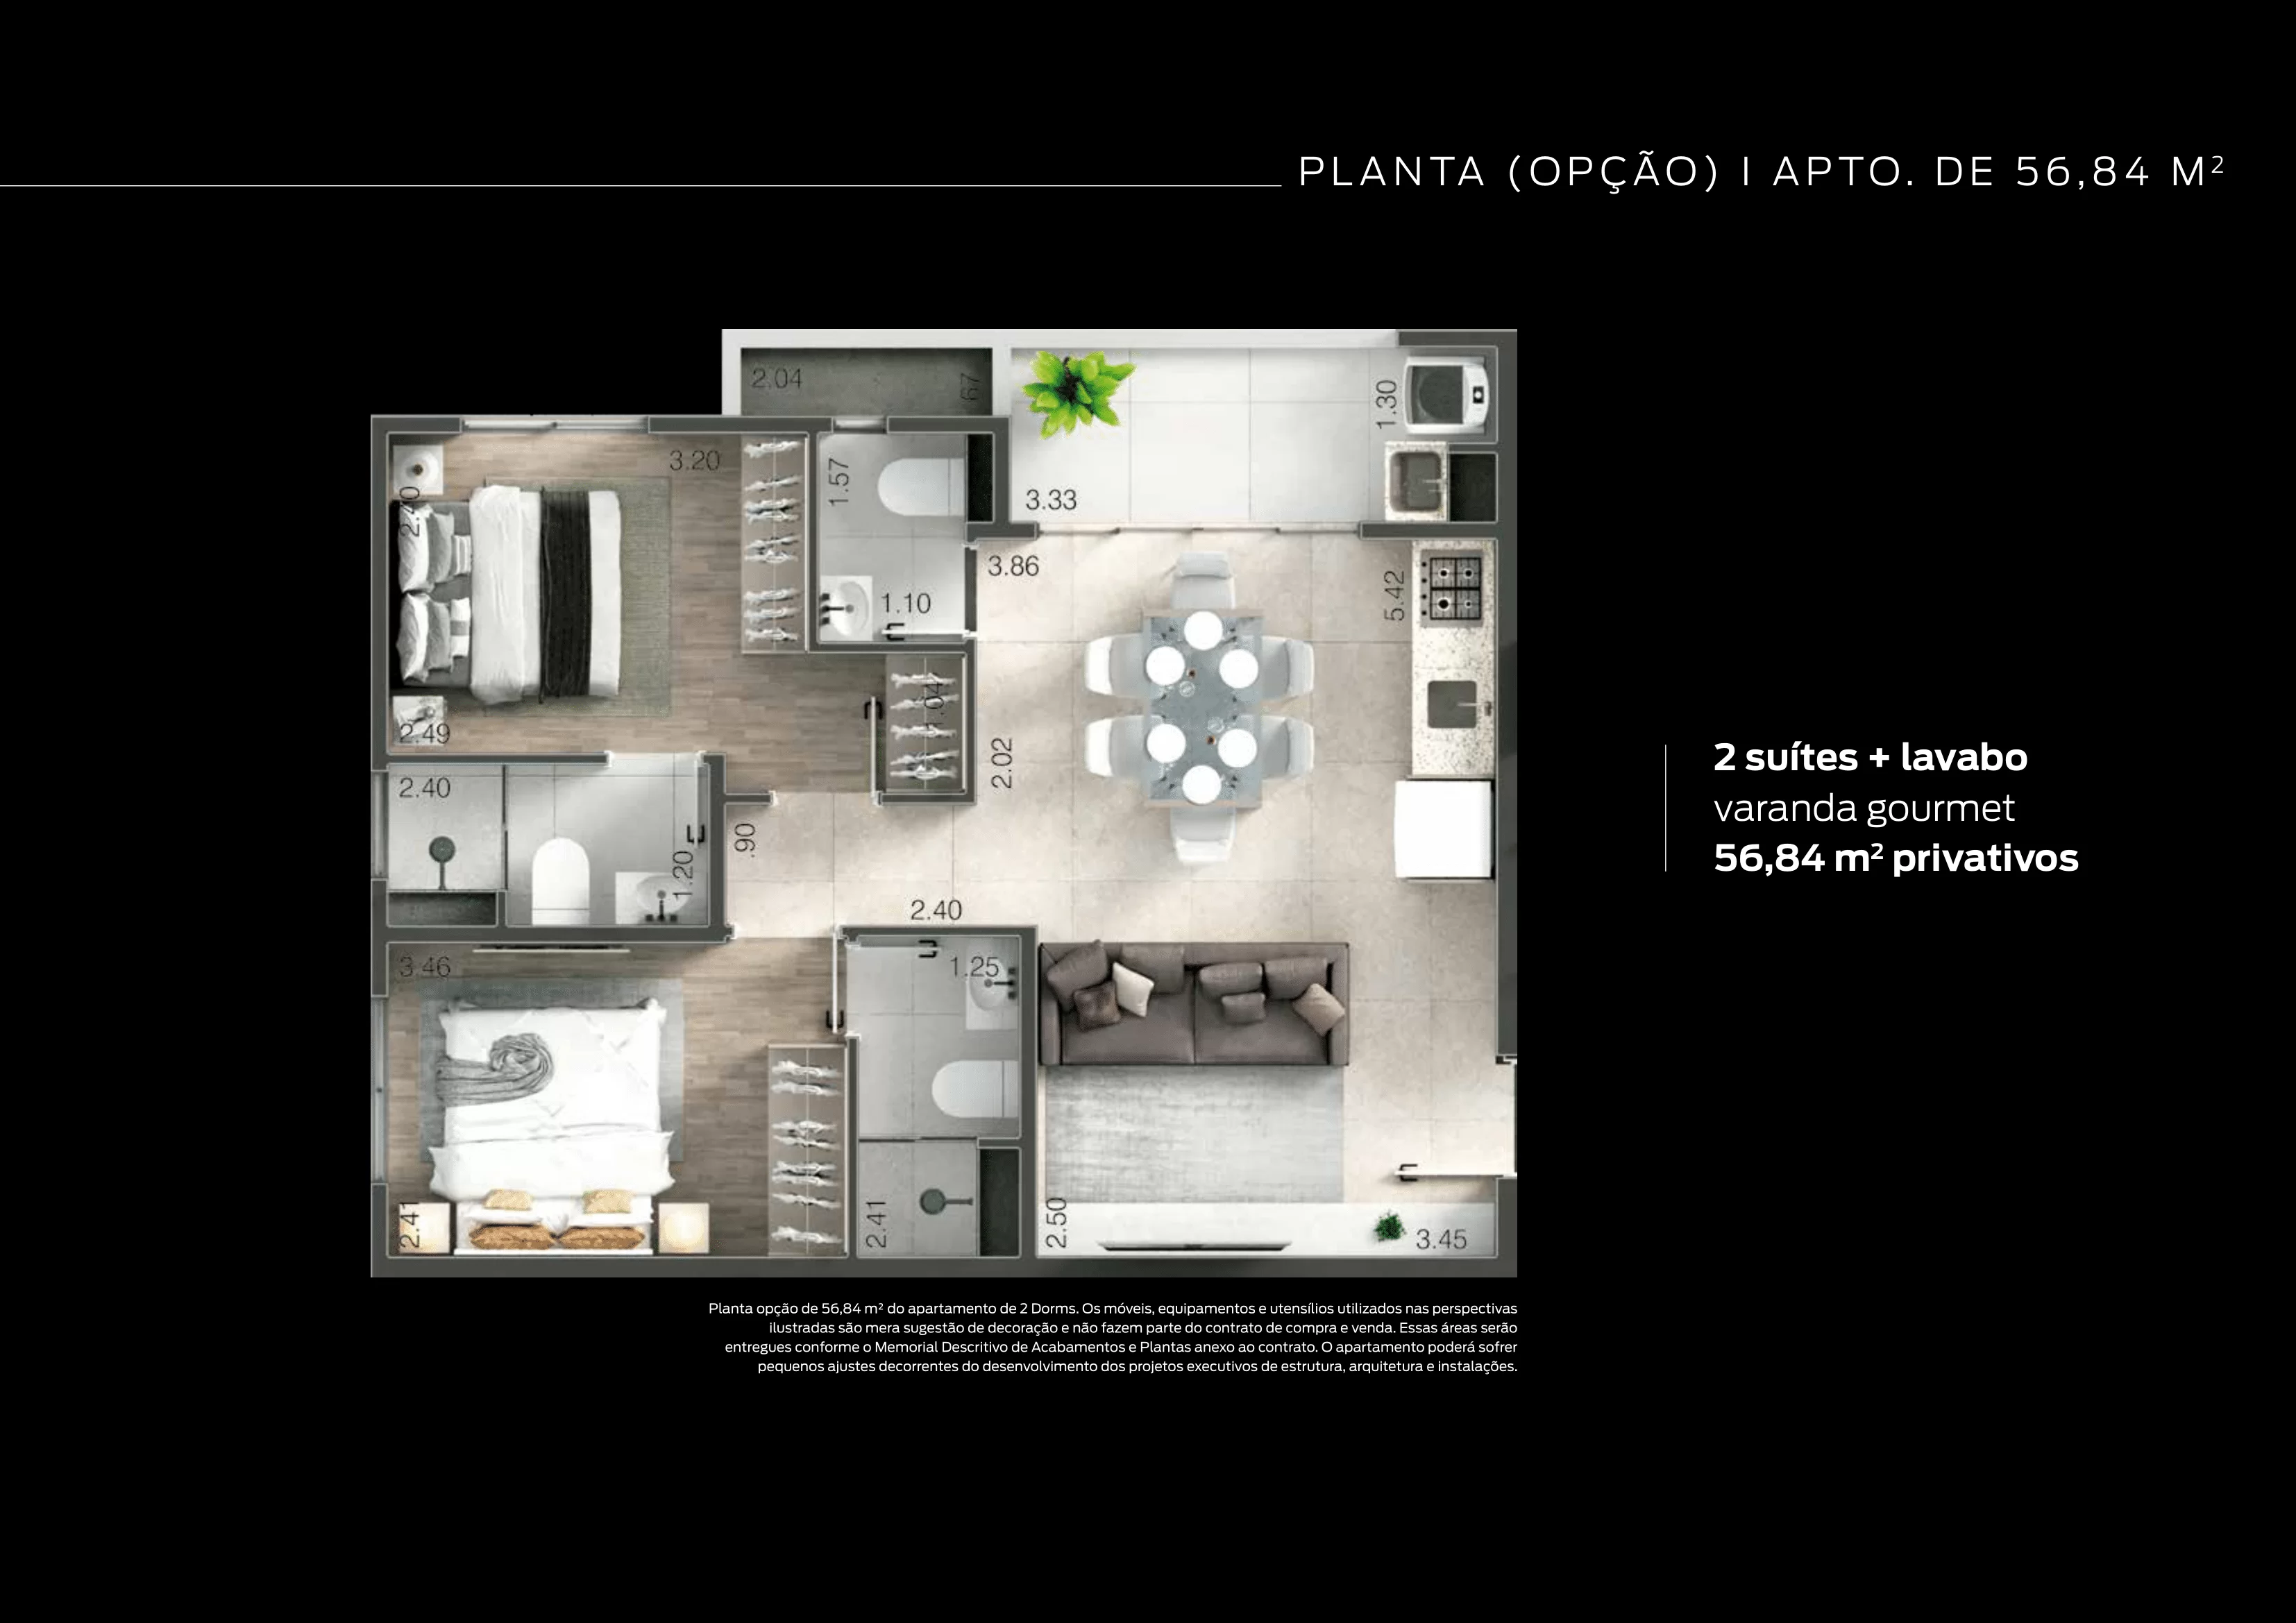 PLANTA (OPÇÃO) I APTO. DE 56,84 M²
2.04
.67
1.30
3.20
2.40
1.57
3.33
3.86
5.42
1.10
1.04
2.49
2.02
2.40
.90
1.20
2.40
3.46
1.25
2.41
2.41
2.50
3.45
2 suítes + lavabo
varanda gourmet
56,84 m² privativos
Planta opção de 56,84 m² do apartamento de 2 Dorms. Os móveis, equipamentos e utensílios utilizados nas perspectivas
ilustradas são mera sugestão de decoração e não fazem parte do contrato de compra e venda. Essas áreas serão
entregues conforme o Memorial Descritivo de Acabamentos e Plantas anexo ao contrato. O apartamento poderá sofrer
pequenos ajustes decorrentes do desenvolvimento dos projetos executivos de estrutura, arquitetura e instalações.